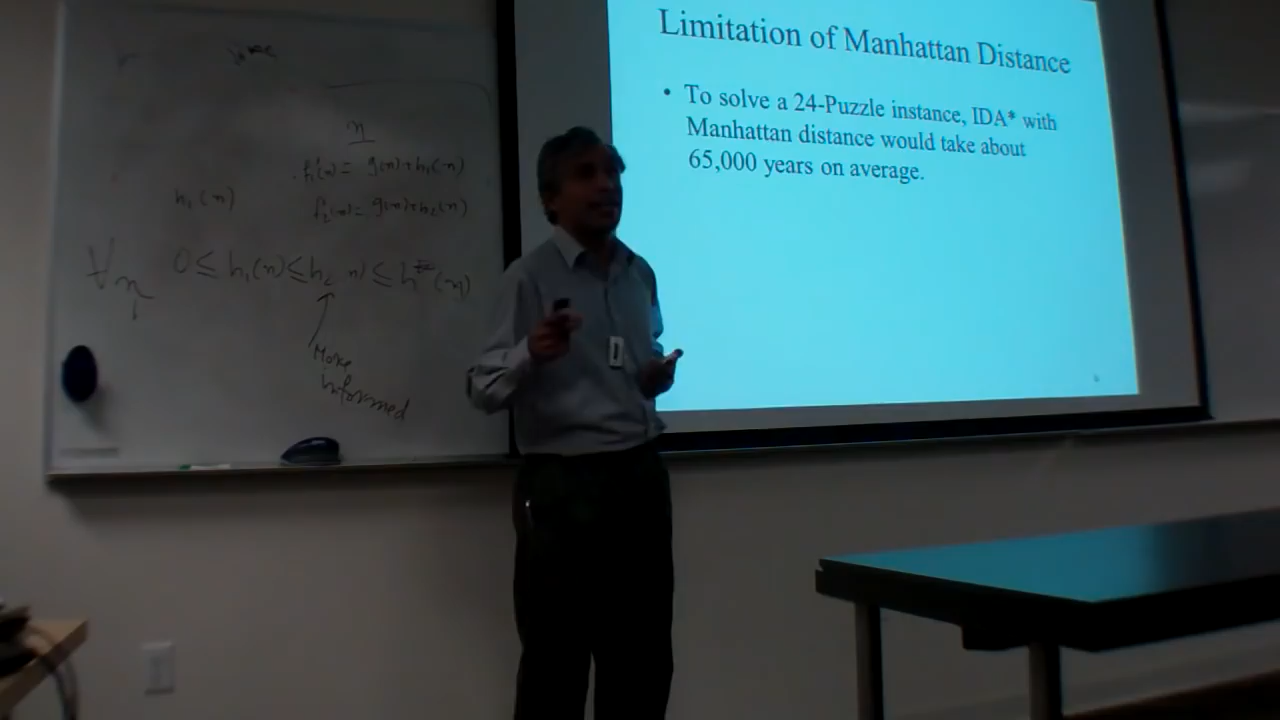 Limitation of Manhattan Distance
• To solve a 24-Puzzle instance, IDA* with
Manhattan distance would take about
65,000 years on average.
n
f₁(n) = g(n)+h₁(n)
h₁(n)
f₂(n) = g(n)+h₂(n)
∀n 0 ≤ h₁(n) ≤ h₂ n) ≤ h*(n)
More
informed